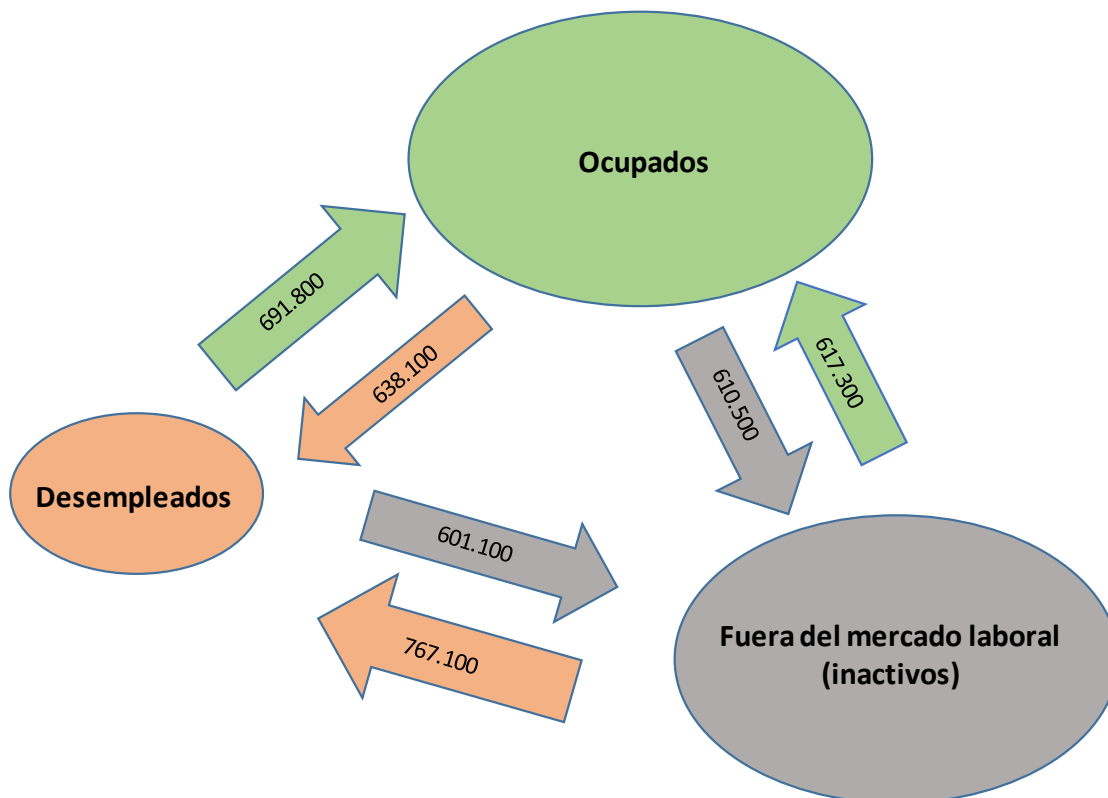 Ocupados
691.800
638.100
610.500
617.300
Desempleados
601.100
767.100
Fuera del mercado laboral
(inactivos)